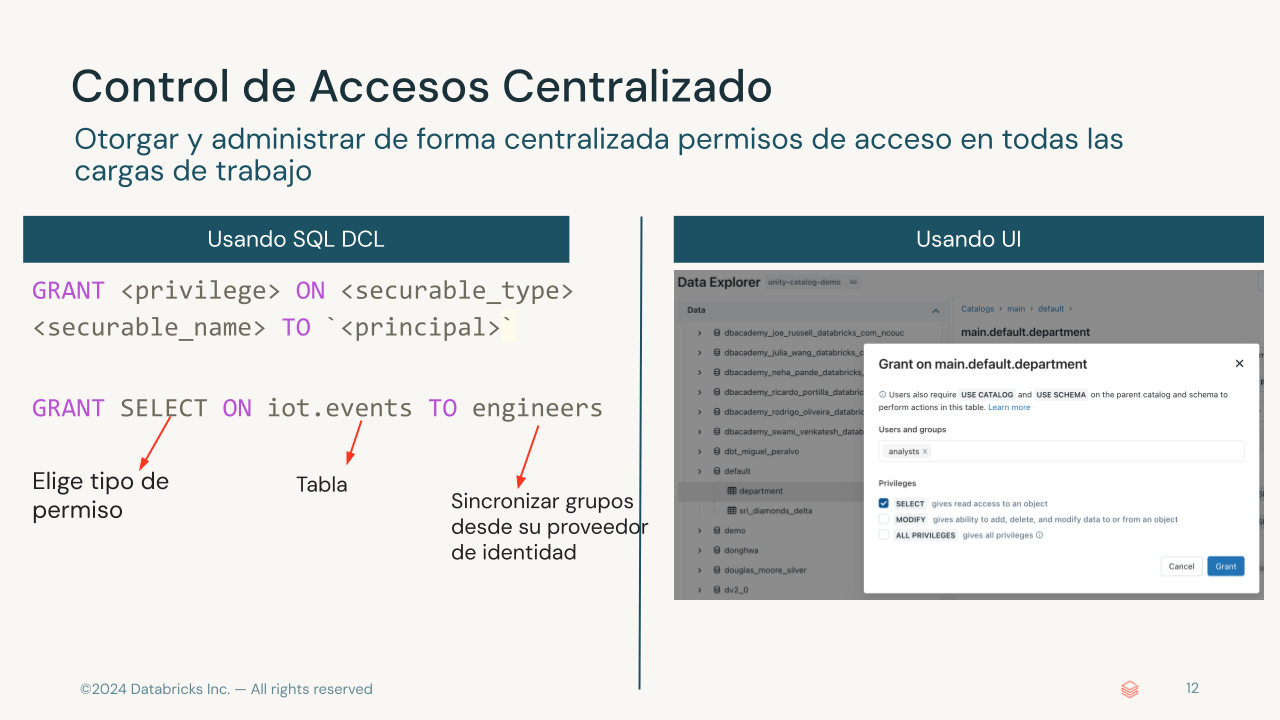 Control de Accesos Centralizado
Otorgar y administrar de forma centralizada permisos de acceso en todas las
cargas de trabajo
Usando SQL DCL
GRANT <privilege> ON <securable_type>
<securable_name> TO `<principal>`
GRANT SELECT ON iot.events TO engineers
Elige tipo de
permiso
Tabla
Sincronizar grupos
desde su proveedor
de identidad
Usando UI
Data Explorer unity-catalog-demo
Data
dbacademy_joe_russell_databricks_com_ncouc
dbacademy_julia_wang_databricks_c
dbacademy_neha_pande_databricks_
dbacademy_ricardo_portilla_databric
dbacademy_rodrigo_oliveira_databric
dbacademy_swami_venkatesh_datab
dbt_miguel_peralvo
default
department
sri_diamonds_delta
demo
donghwa
douglas_moore_silver
dv2_0
Catalogs › main › default ›
main.default.department
Grant on main.default.department
Users also require USE CATALOG and USE SCHEMA on the parent catalog and schema to
perform actions in this table. Learn more
Users and groups
analysts
Privileges
SELECT gives read access to an object
MODIFY gives ability to add, delete, and modify data to or from an object
ALL PRIVILEGES gives all privileges
Cancel
Grant
©2024 Databricks Inc. — All rights reserved
12